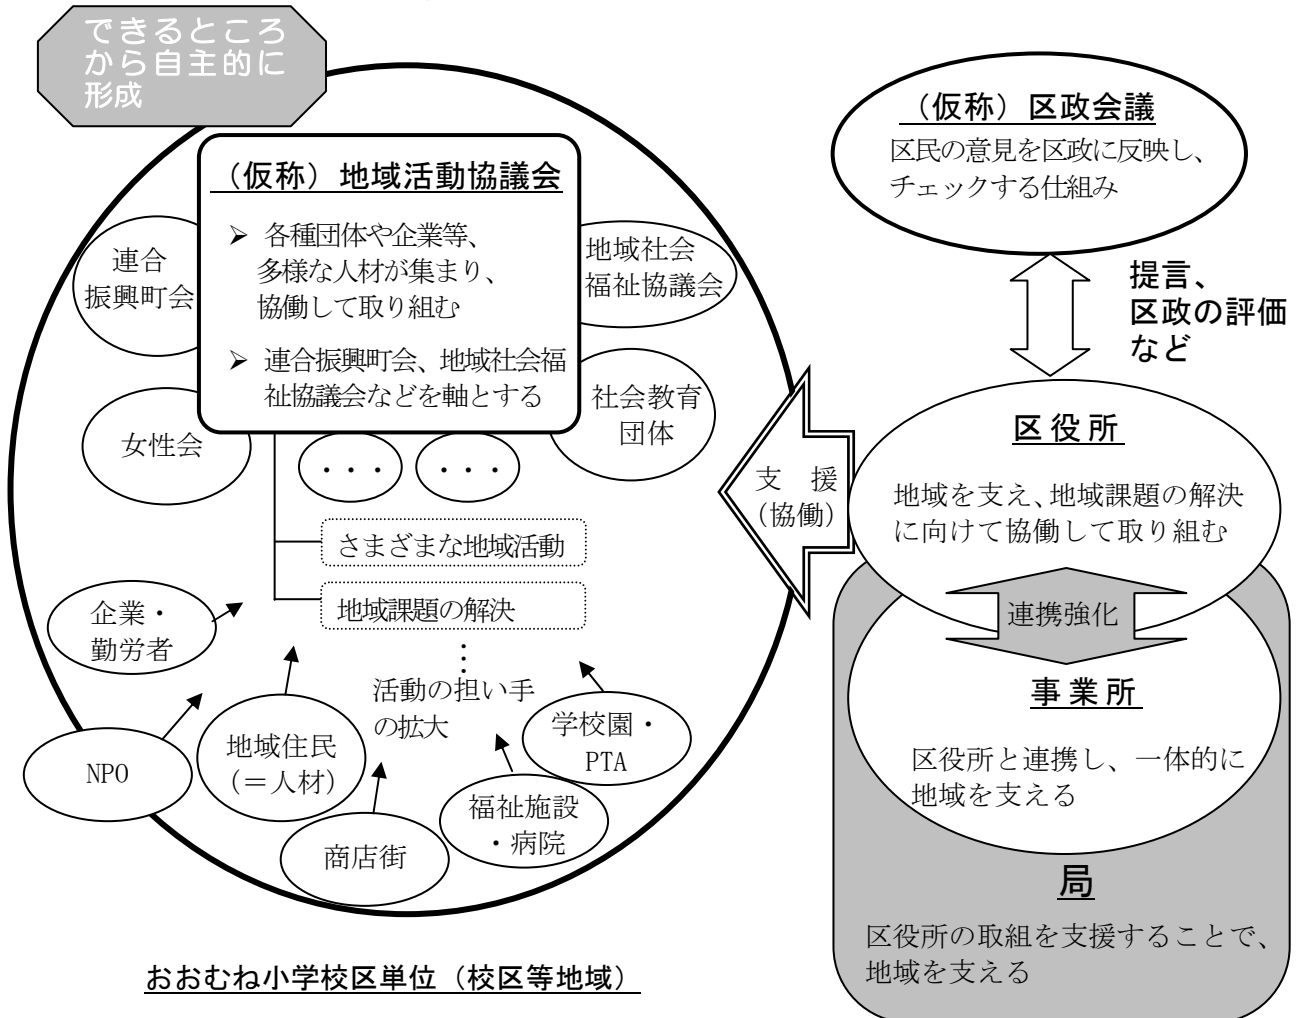 できるところ
から自主的に
形成
（仮称）地域活動協議会
➢ 各種団体や企業等、
多様な人材が集まり、
協働して取り組む
➢ 連合振興町会、地域社会福
祉協議会などを軸とする
連合
振興町会
地域社会
福祉協議会
女性会
社会教育
団体
・・・
・・・
さまざまな地域活動
地域課題の解決
⋮
活動の担い手
の拡大
企業・
勤労者
NPO
地域住民
（＝人材）
商店街
福祉施設
・病院
学校園・
PTA
おおむね小学校区単位（校区等地域）
支　援
（協働）
（仮称）区政会議
区民の意見を区政に反映し、
チェックする仕組み
提言、
区政の評価
など
区役所
地域を支え、地域課題の解決
に向けて協働して取り組む
連携強化
事業所
区役所と連携し、一体的に
地域を支える
局
区役所の取組を支援することで、
地域を支える